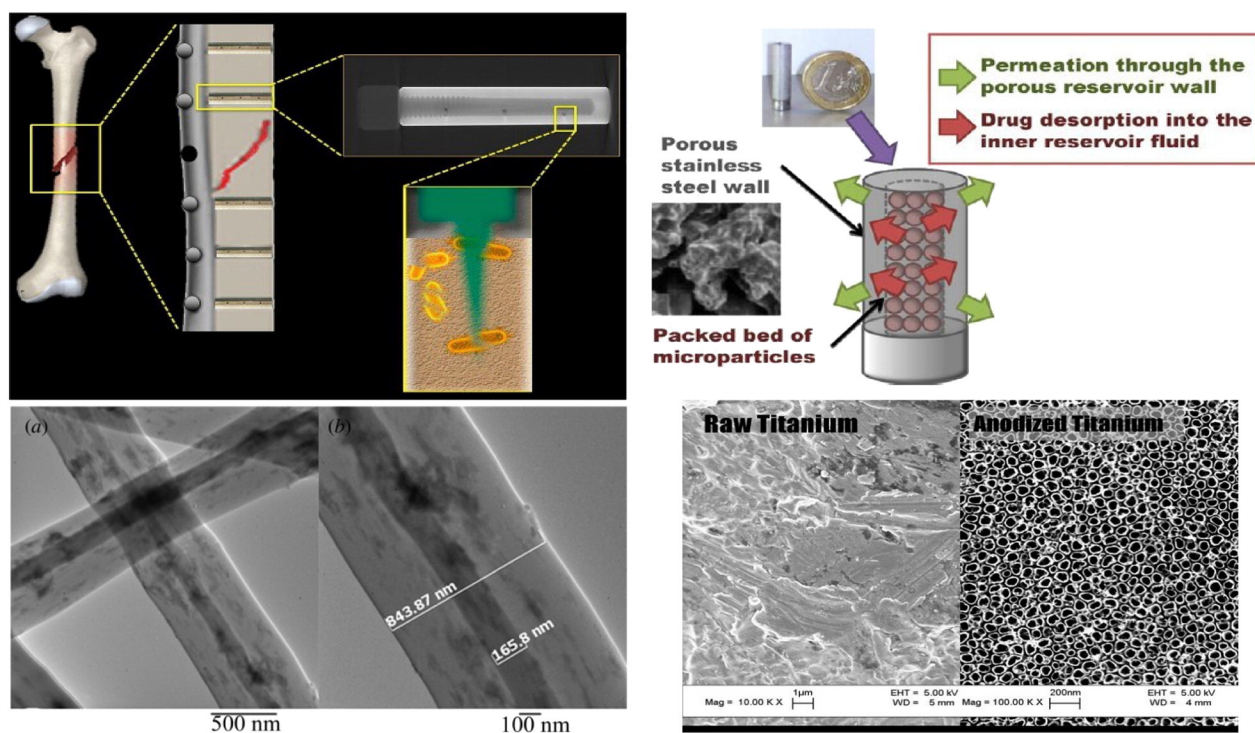 Permeation through the
porous reservoir wall
Drug desorption into the
inner reservoir fluid
Porous
stainless
steel wall
Packed bed of
microparticles
(a)
(b)
843.87 nm
165.8 nm
500 nm
100 nm
Raw Titanium
Anodized Titanium
Mag = 10.00 K X
1µm
EHT = 5.00 kV
WD = 5 mm
Mag = 100.00 K X
200nm
EHT = 5.00 kV
WD = 4 mm